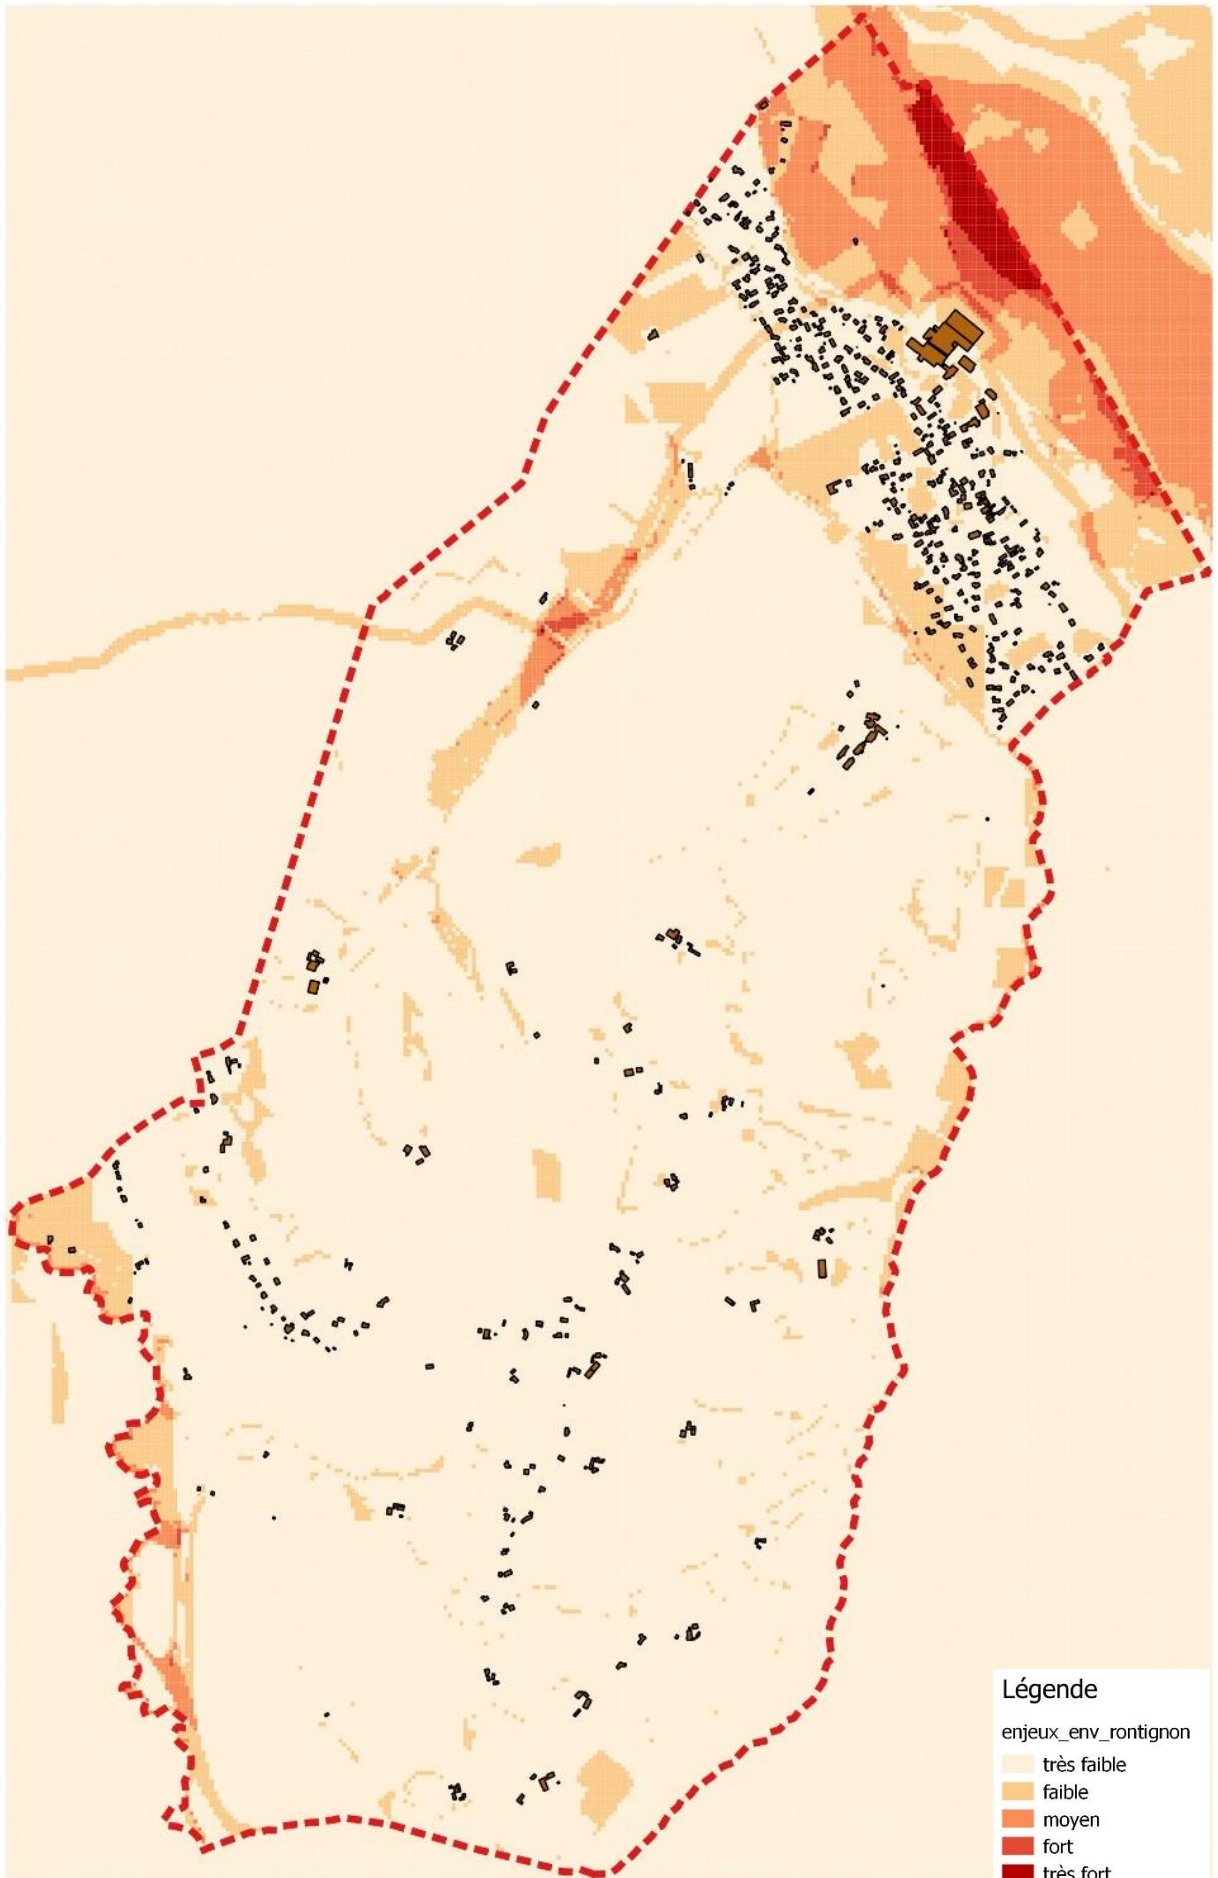 Légende
enjeux_env_rontignon
très faible
faible
moyen
fort
très fort